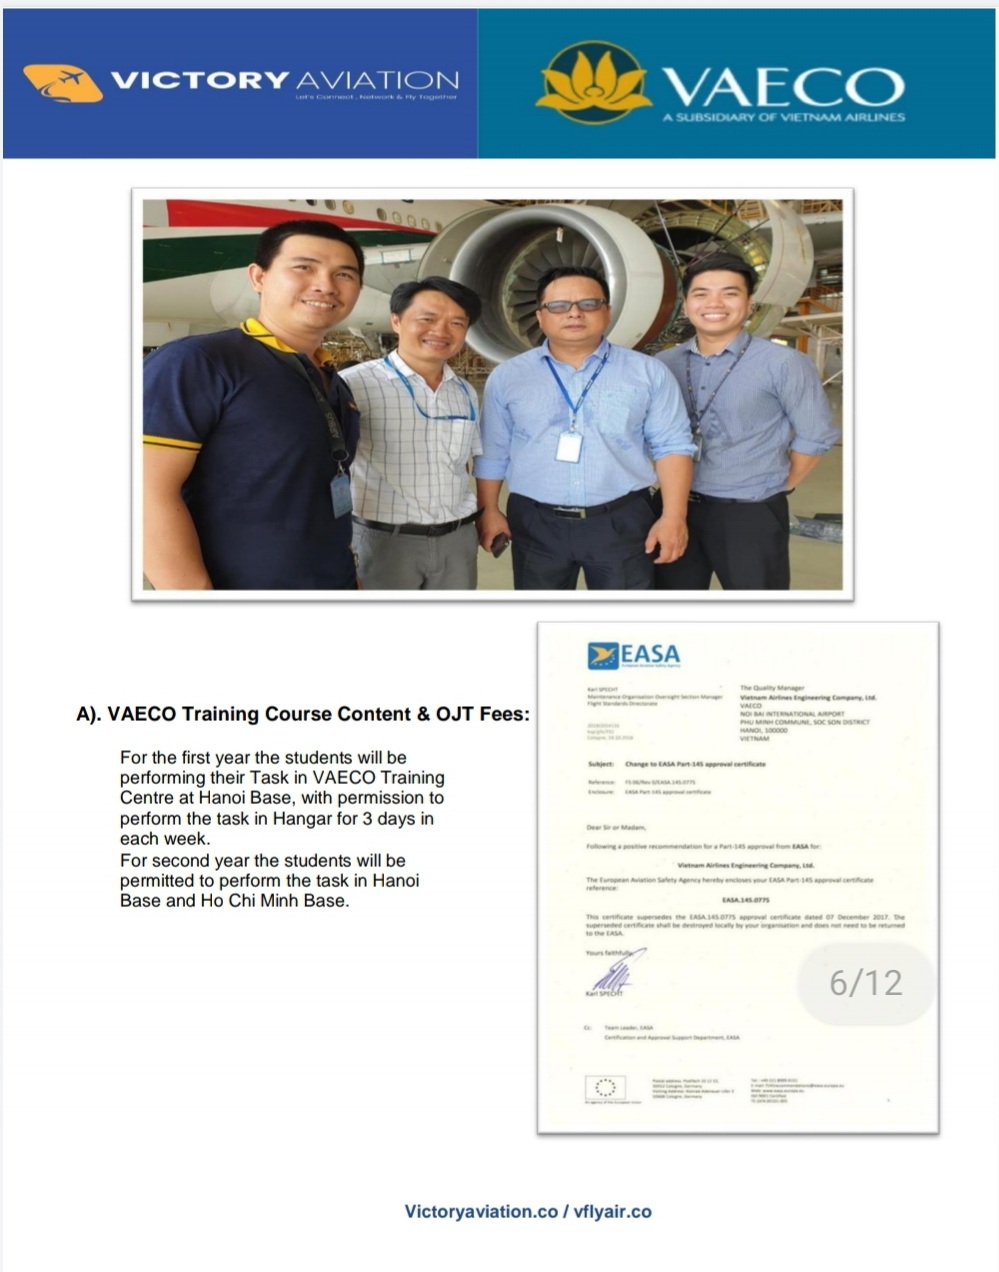 VICTORY AVIATION
Let's Connect, Network & Fly Together
VAECO
A SUBSIDIARY OF VIETNAM AIRLINES
A). VAECO Training Course Content & OJT Fees:
For the first year the students will be
performing their Task in VAECO Training
Centre at Hanoi Base, with permission to
perform the task in Hangar for 3 days in
each week.
For second year the students will be
permitted to perform the task in Hanoi
Base and Ho Chi Minh Base.
EASA
European Aviation Safety Agency
Karl SPECHT
Maintenance Organisation Oversight Section Manager
Flight Standards Directorate
The Quality Manager
Vietnam Airlines Engineering Company, Ltd.
VAECO
NOI BAI INTERNATIONAL AIRPORT
PHU MINH COMMUNE, SOC SON DISTRICT
HANOI, 100000
VIETNAM
Subject: Change to EASA Part-145 approval certificate
Reference:
Enclosure: EASA Part-145 approval certificate
Dear Sir or Madam,
Following a positive recommendation for a Part-145 approval from EASA for:
Vietnam Airlines Engineering Company, Ltd.
The European Aviation Safety Agency hereby encloses your EASA Part-145 approval certificate
reference:
EASA.145.0775
This certificate supersedes the EASA.145.0775 approval certificate dated 07 December 2017. The
superseded certificate shall be destroyed locally by your organisation and does not need to be returned
to the EASA.
Yours faithfully,
Karl SPECHT
6/12
Cc: Team Leader, EASA
Certification and Approval Support Department, EASA
An agency of the European Union
Victoryaviation.co / vflyair.co